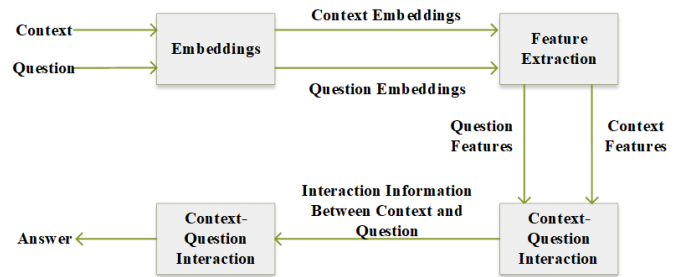 Context
Question
Embeddings
Context Embeddings
Question Embeddings
Feature
Extraction
Question
Features
Context
Features
Context-
Question
Interaction
Interaction Information
Between Context and
Question
Context-
Question
Interaction
Answer